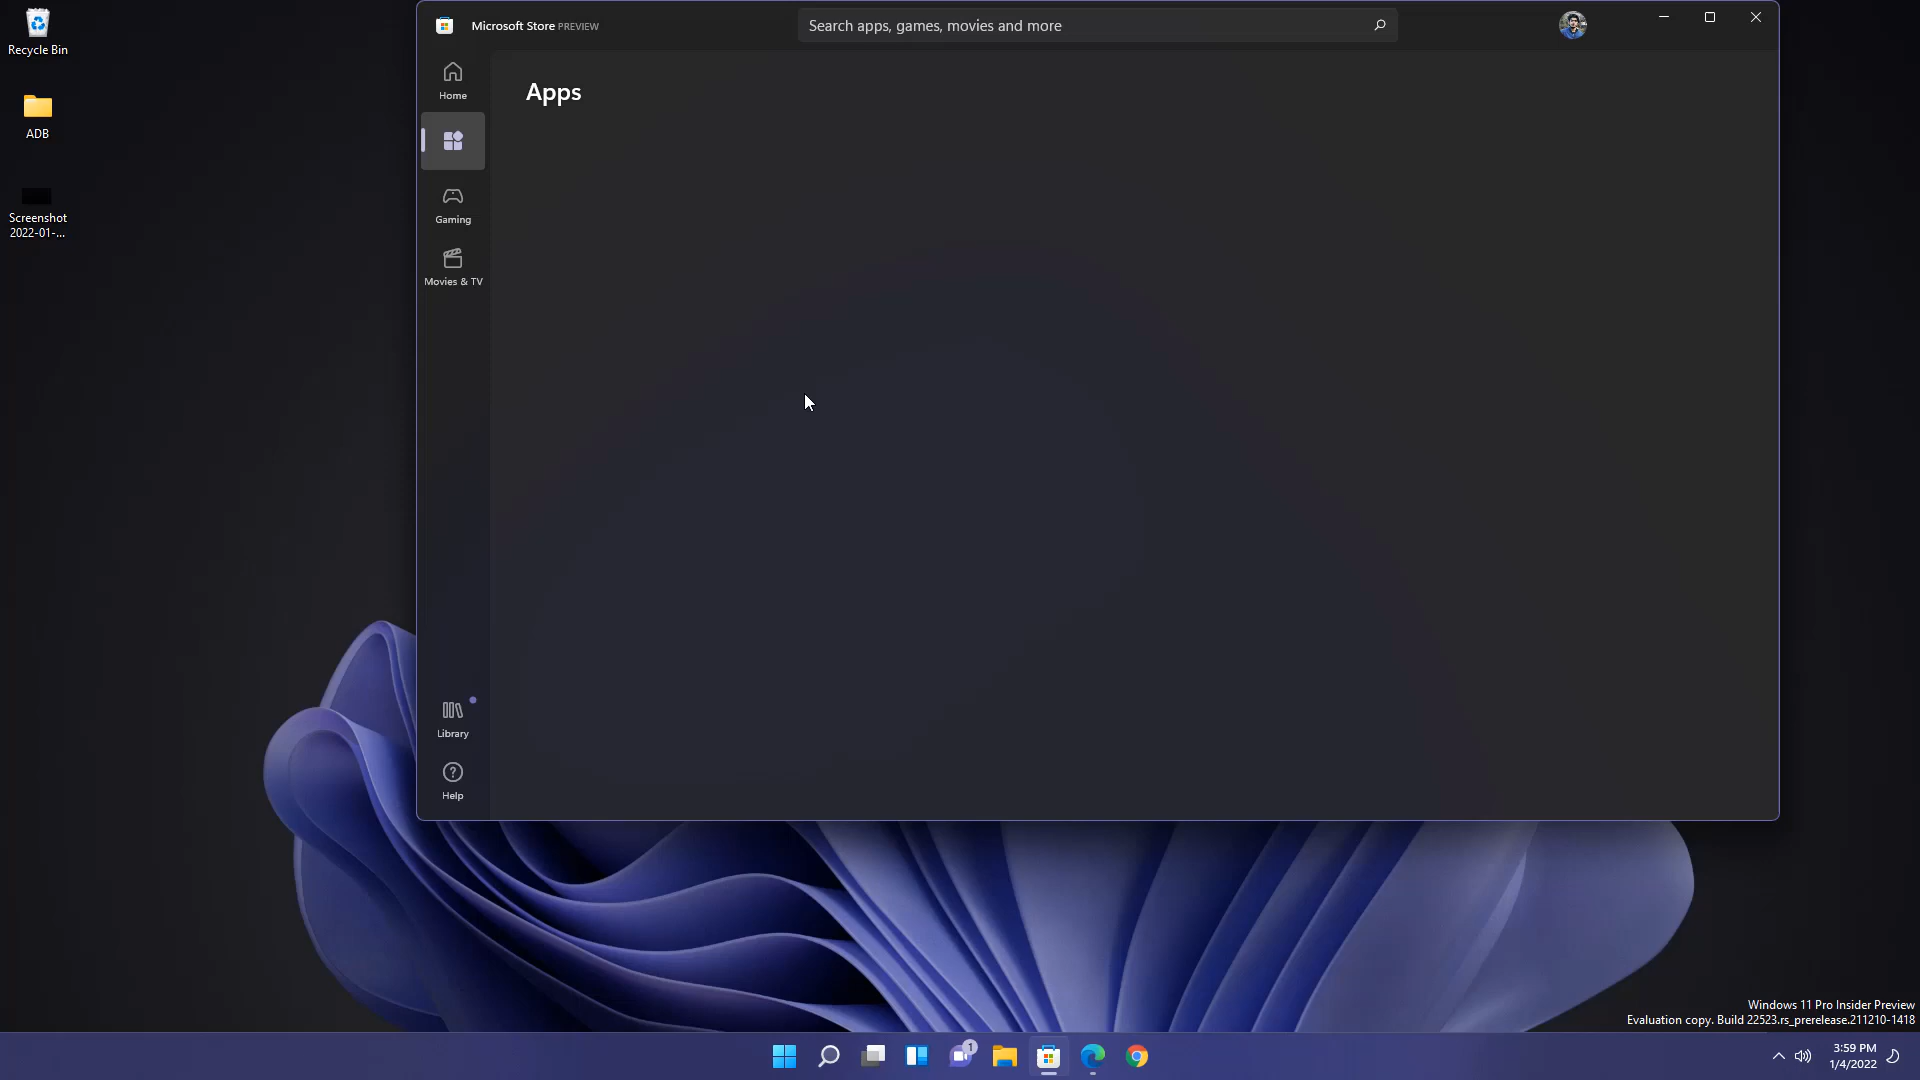 Recycle Bin
ADB
Screenshot
2022-01-...
Microsoft Store PREVIEW
Search apps, games, movies and more
Home
Gaming
Movies & TV
Library
Help
Apps
Windows 11 Pro Insider Preview
Evaluation copy. Build 22523.rs_prerelease.211210-1418
1
3:59 PM
1/4/2022